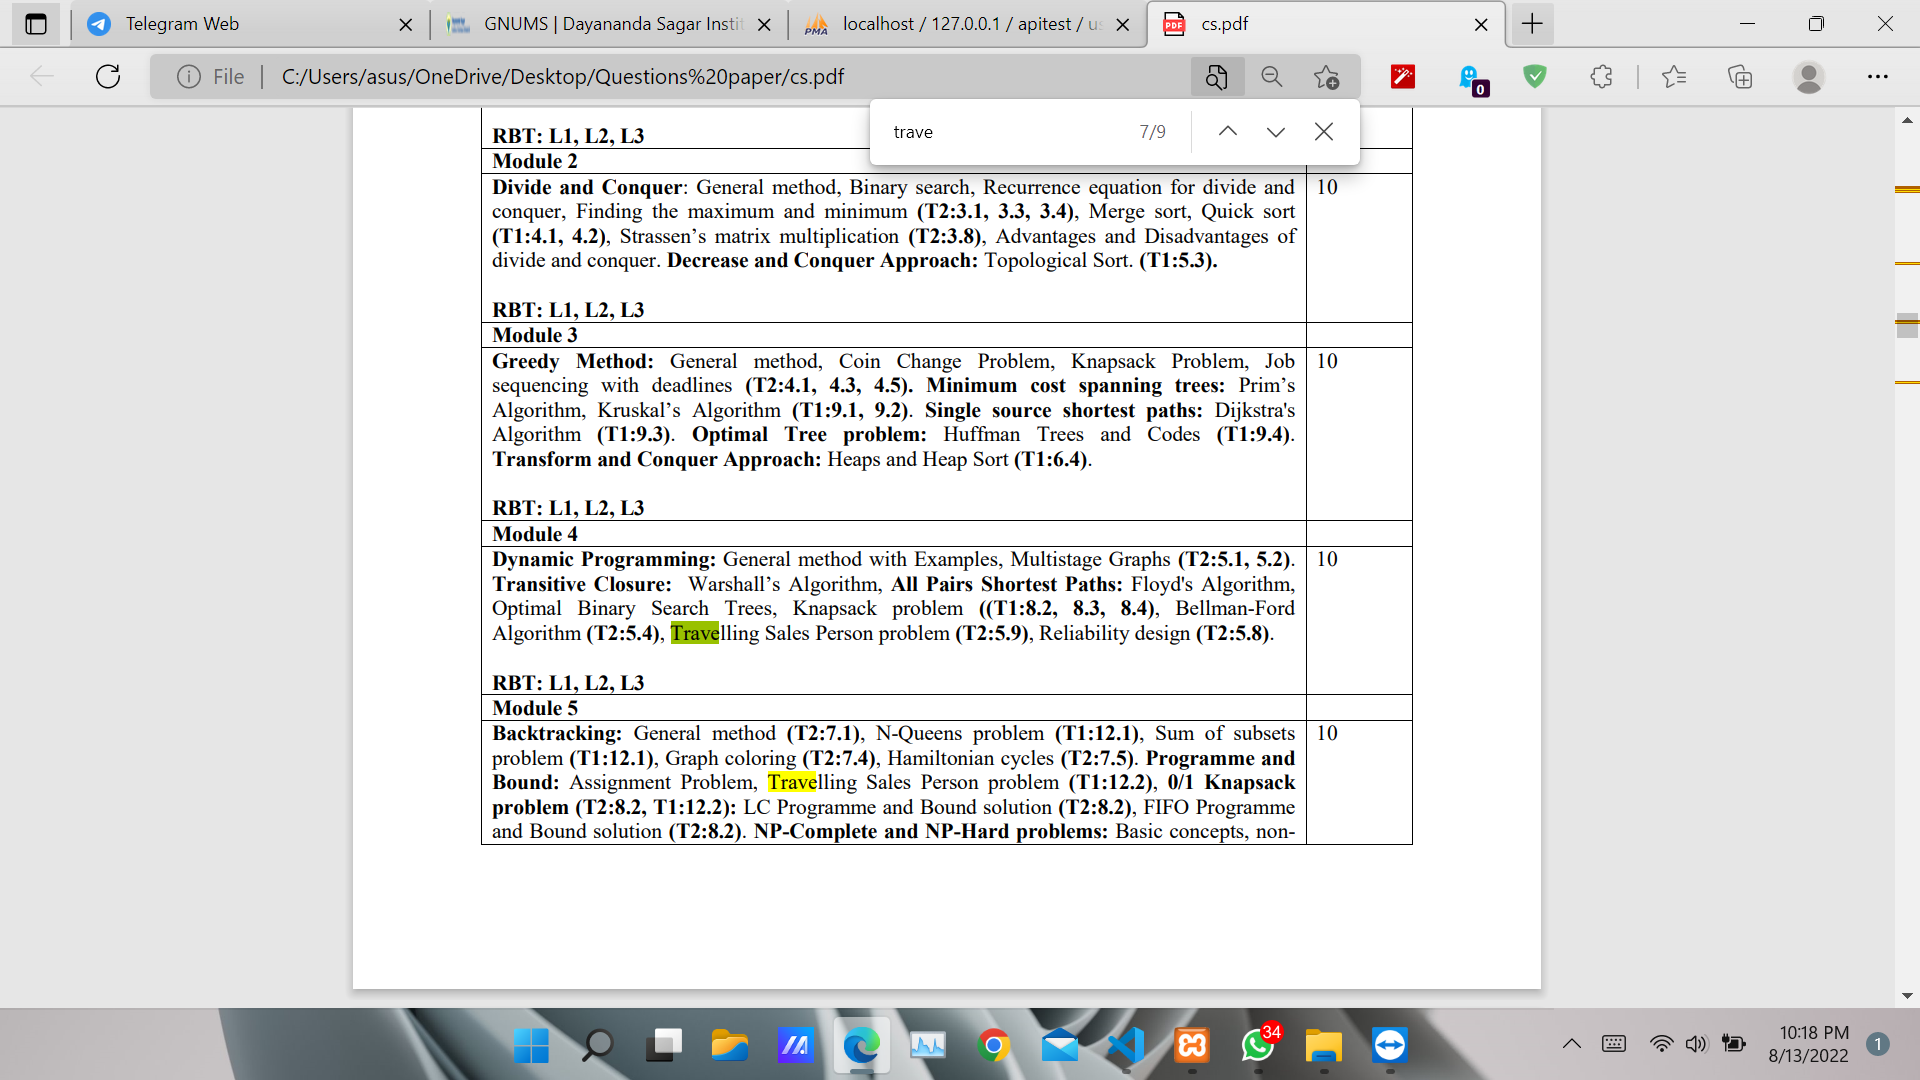 Telegram Web
GNUMS | Dayananda Sagar Instit
localhost / 127.0.0.1 / apitest / us
cs.pdf
File
C:/Users/asus/OneDrive/Desktop/Questions%20paper/cs.pdf
0
trave
7/9
RBT: L1, L2, L3
Module 2
Divide and Conquer: General method, Binary search, Recurrence equation for divide and
conquer, Finding the maximum and minimum (T2:3.1, 3.3, 3.4), Merge sort, Quick sort
(T1:4.1, 4.2), Strassen’s matrix multiplication (T2:3.8), Advantages and Disadvantages of
divide and conquer. Decrease and Conquer Approach: Topological Sort. (T1:5.3).
10
RBT: L1, L2, L3
Module 3
Greedy Method: General method, Coin Change Problem, Knapsack Problem, Job
sequencing with deadlines (T2:4.1, 4.3, 4.5). Minimum cost spanning trees: Prim’s
Algorithm, Kruskal’s Algorithm (T1:9.1, 9.2). Single source shortest paths: Dijkstra's
Algorithm (T1:9.3). Optimal Tree problem: Huffman Trees and Codes (T1:9.4).
Transform and Conquer Approach: Heaps and Heap Sort (T1:6.4).
10
RBT: L1, L2, L3
Module 4
Dynamic Programming: General method with Examples, Multistage Graphs (T2:5.1, 5.2).
Transitive Closure: Warshall’s Algorithm, All Pairs Shortest Paths: Floyd's Algorithm,
Optimal Binary Search Trees, Knapsack problem ((T1:8.2, 8.3, 8.4), Bellman-Ford
Algorithm (T2:5.4), Travelling Sales Person problem (T2:5.9), Reliability design (T2:5.8).
10
RBT: L1, L2, L3
Module 5
Backtracking: General method (T2:7.1), N-Queens problem (T1:12.1), Sum of subsets
problem (T1:12.1), Graph coloring (T2:7.4), Hamiltonian cycles (T2:7.5). Programme and
Bound: Assignment Problem, Travelling Sales Person problem (T1:12.2), 0/1 Knapsack
problem (T2:8.2, T1:12.2): LC Programme and Bound solution (T2:8.2), FIFO Programme
and Bound solution (T2:8.2). NP-Complete and NP-Hard problems: Basic concepts, non-
10
34
10:18 PM
8/13/2022
1